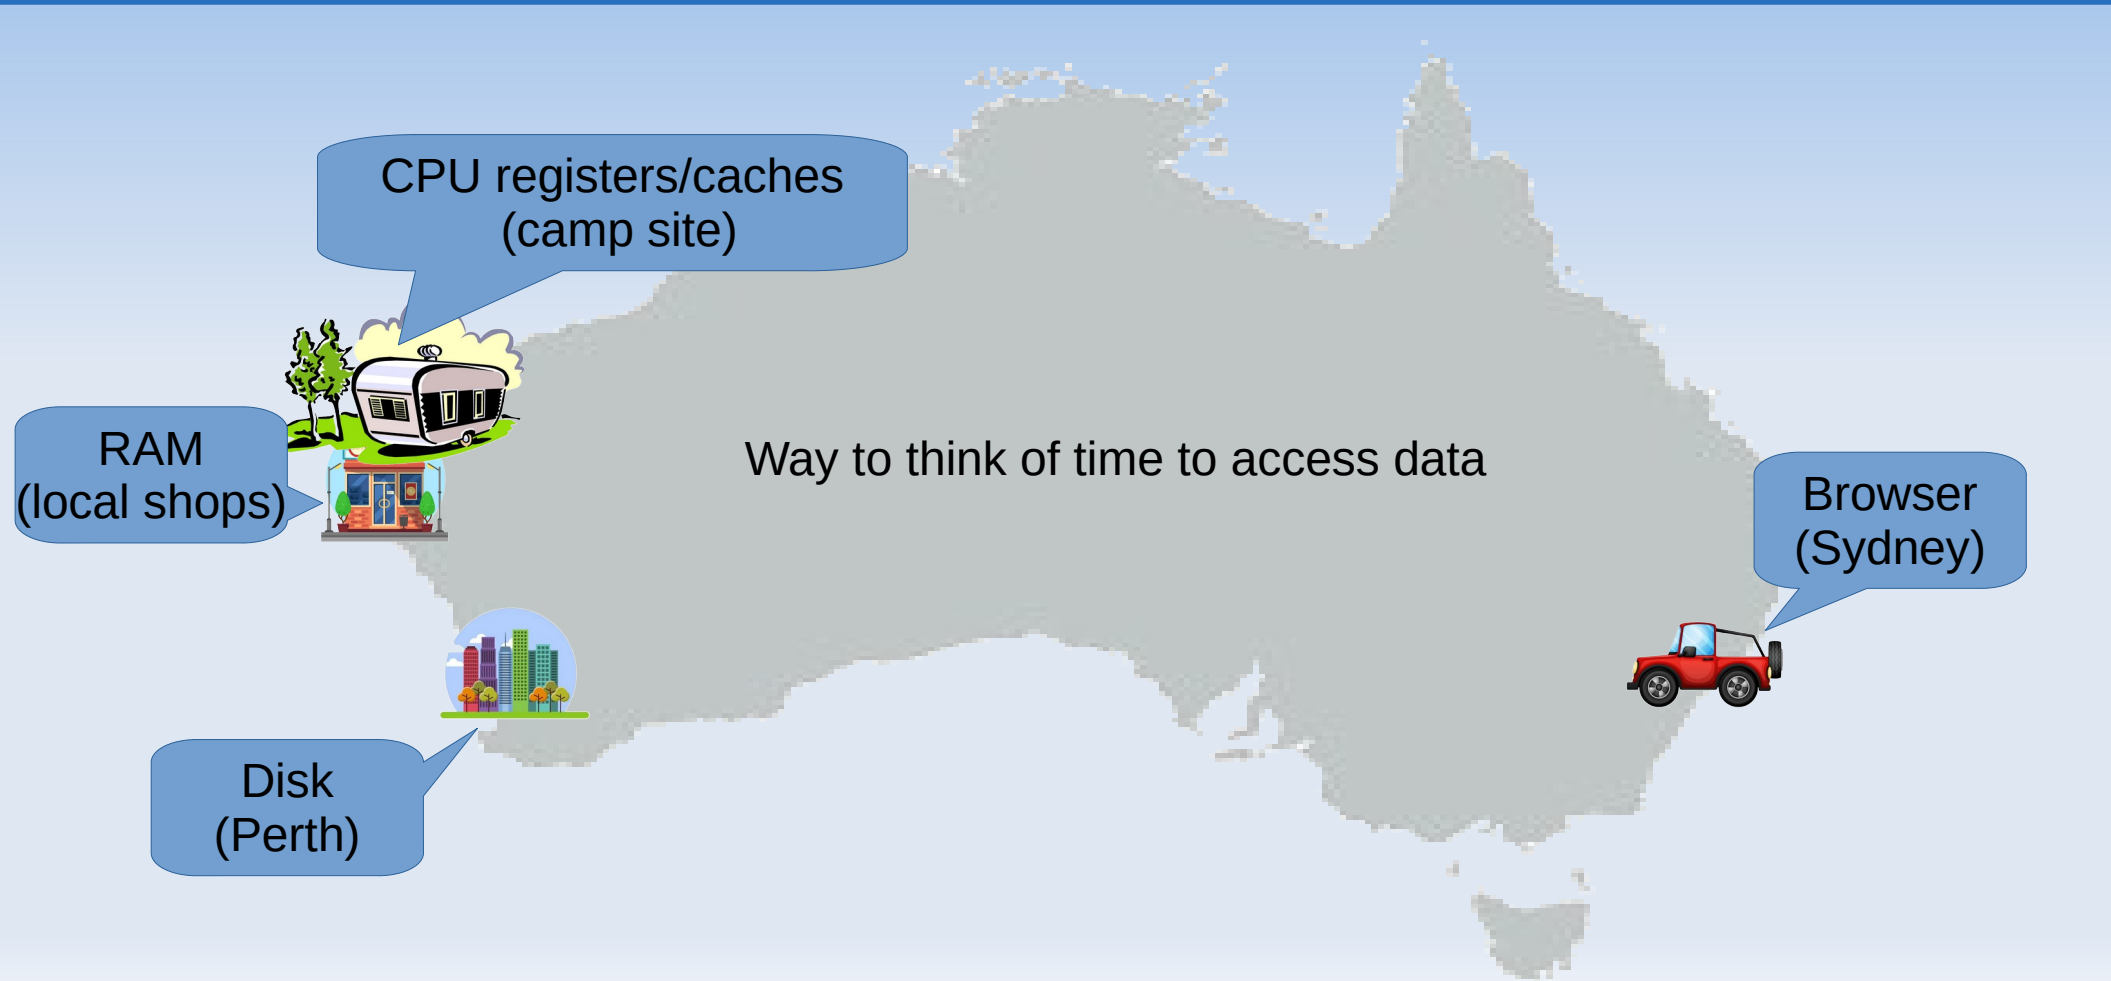 CPU registers/caches
(camp site)
RAM
(local shops)
Way to think of time to access data
Browser
(Sydney)
Disk
(Perth)